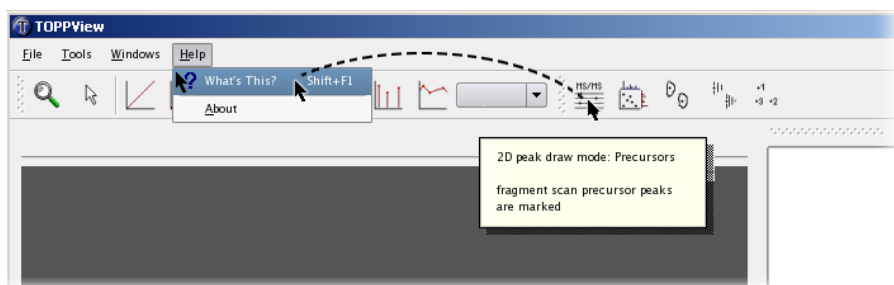 TOPPView
File Tools Windows Help
What's This? Shift+F1
About
MS/MS
+1
+3 +2
2D peak draw mode: Precursors
fragment scan precursor peaks
are marked